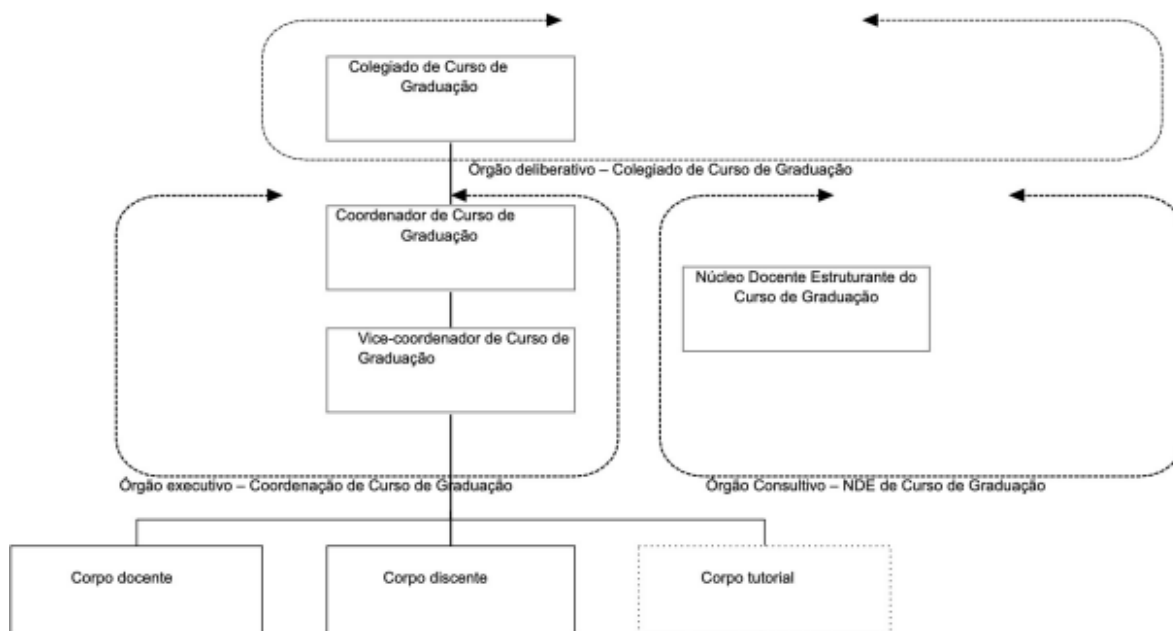 Colegiado de Curso de
Graduação
Órgão deliberativo – Colegiado de Curso de Graduação
Coordenador de Curso de
Graduação
Núcleo Docente Estruturante do
Curso de Graduação
Vice-coordenador de Curso de
Graduação
Órgão executivo – Coordenação de Curso de Graduação
Órgão Consultivo – NDE de Curso de Graduação
Corpo docente
Corpo discente
Corpo tutorial